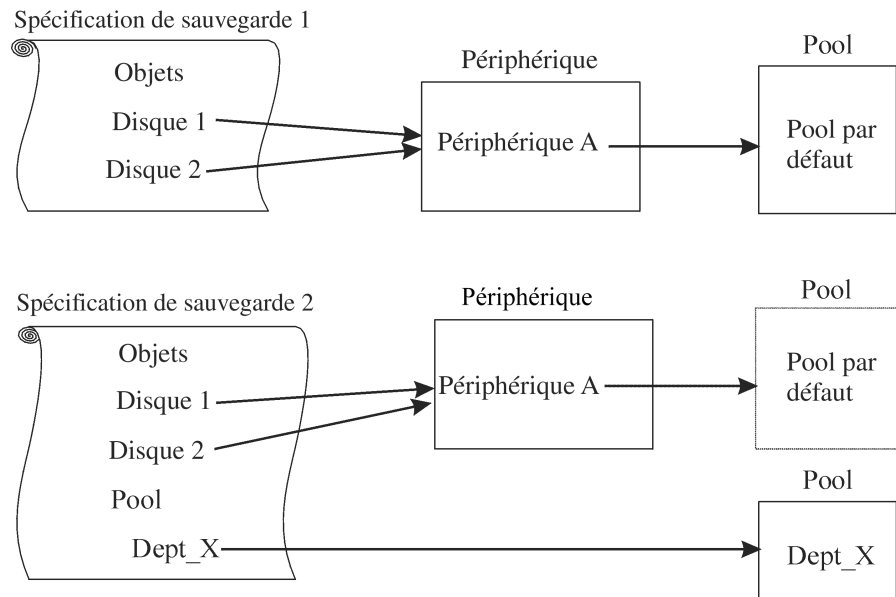 Spécification de sauvegarde 1
Objets
Disque 1
Disque 2
Périphérique
Périphérique A
Pool
Pool par
défaut
Spécification de sauvegarde 2
Objets
Disque 1
Disque 2
Pool
Dept_X
Périphérique
Périphérique A
Pool
Pool par
défaut
Pool
Dept_X